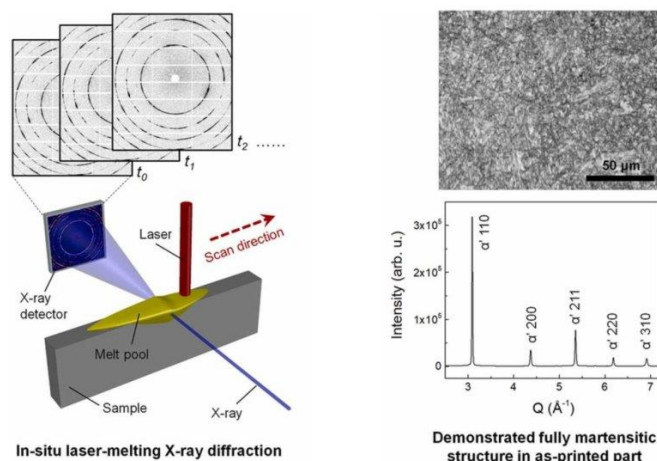 t₀
t₁
t₂ ......
Laser
Scan direction
X-ray
detector
Melt pool
Sample
X-ray
In-situ laser-melting X-ray diffraction
50 µm
Intensity (arb. u.)
3x10⁵
2x10⁵
1x10⁵
0
α' 110
α' 200
α' 211
α' 220
α' 310
3 4 5 6 7
Q (Å⁻¹)
Demonstrated fully martensitic
structure in as-printed part